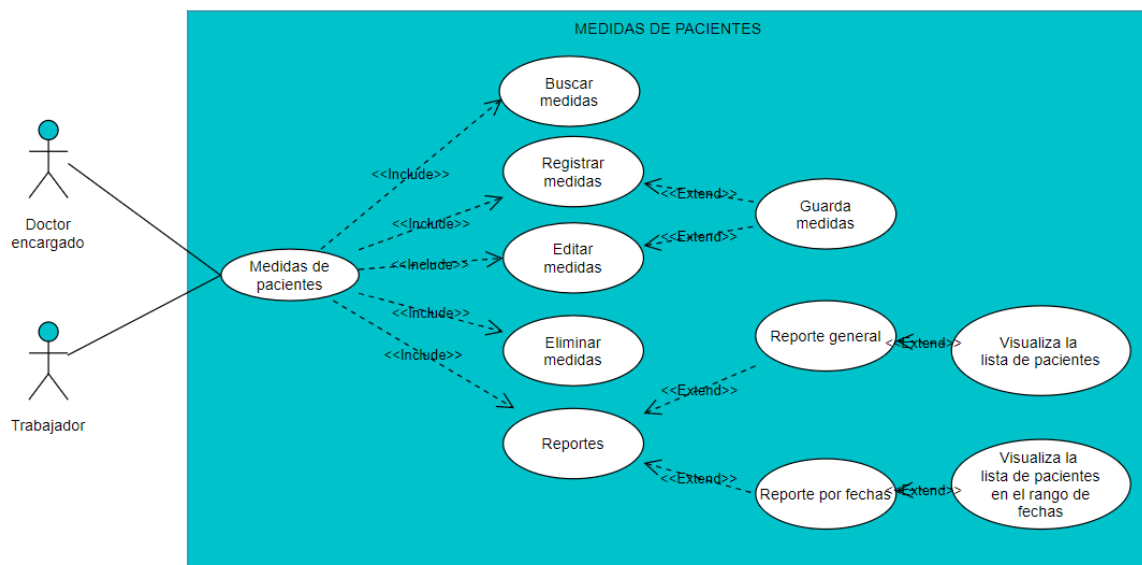 MEDIDAS DE PACIENTES
Buscar
medidas
<<Include>>
Registrar
medidas
<<Extend>>
Guarda
medidas
Doctor
encargado
<<Include>>
<<Extend>>
Editar
medidas
Medidas de
pacientes
<<Include>>
<<Include>>
Eliminar
medidas
<<Include>>
Reporte general
<<Extend>>
Visualiza la
lista de pacientes
<<Extend>>
Trabajador
Reportes
<<Extend>>
Reporte por fechas
<<Extend>>
Visualiza la
lista de pacientes
en el rango de
fechas